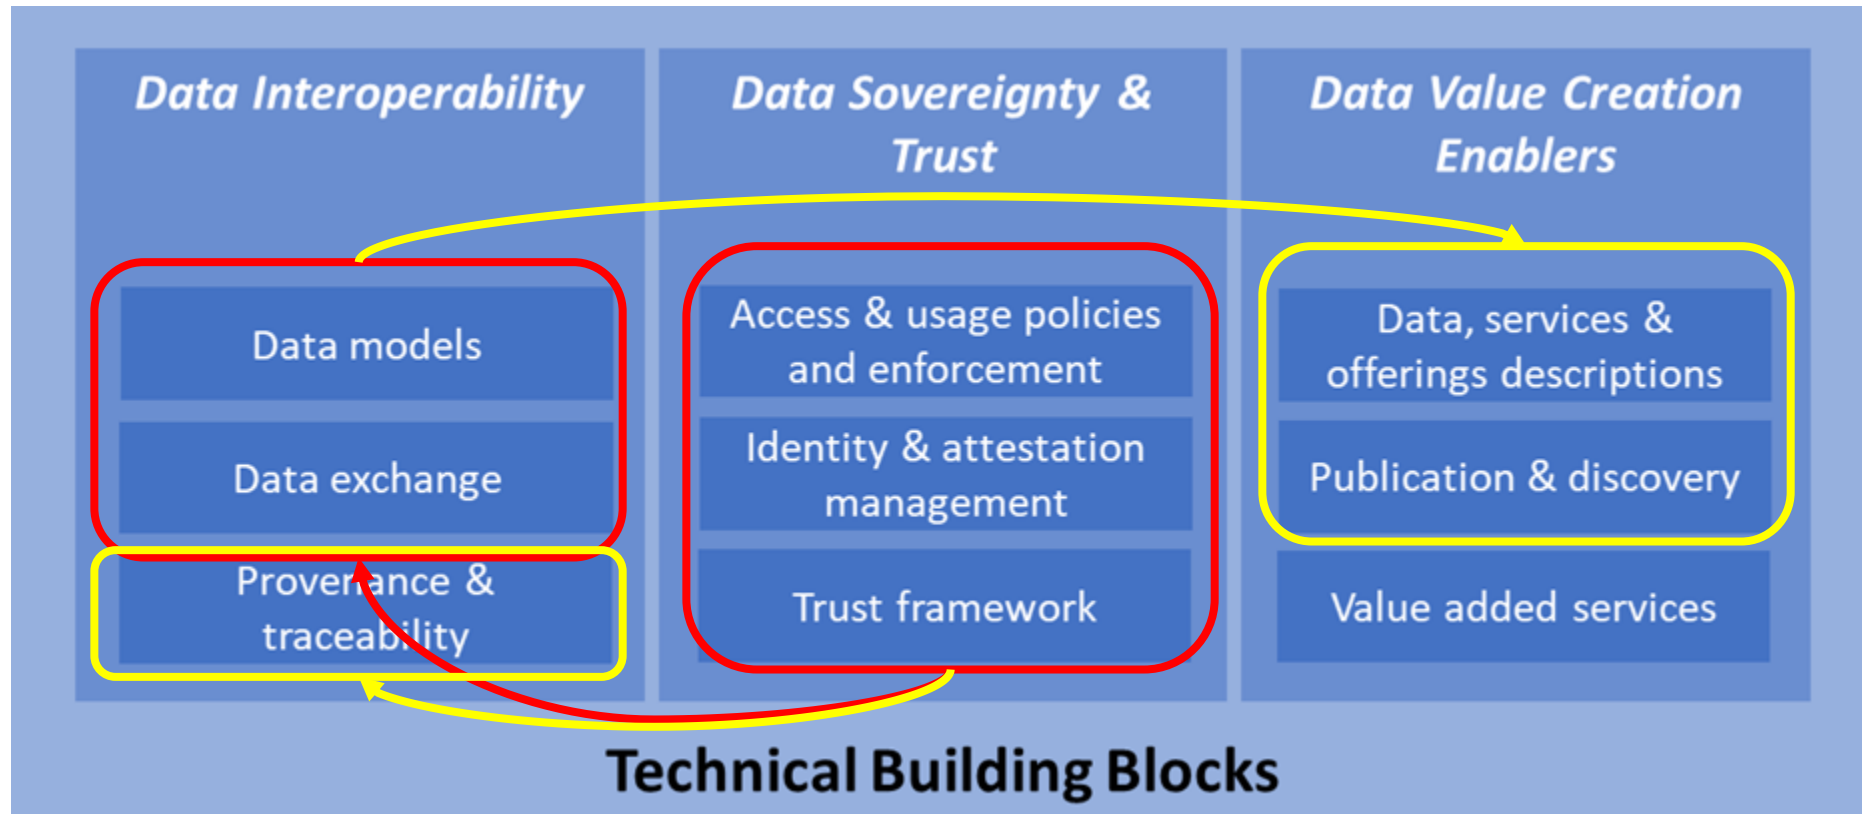 Data Interoperability
Data models
Data exchange
Provenance &
traceability
Data Sovereignty &
Trust
Access & usage policies
and enforcement
Identity & attestation
management
Trust framework
Data Value Creation
Enablers
Data, services &
offerings descriptions
Publication & discovery
Value added services
Technical Building Blocks